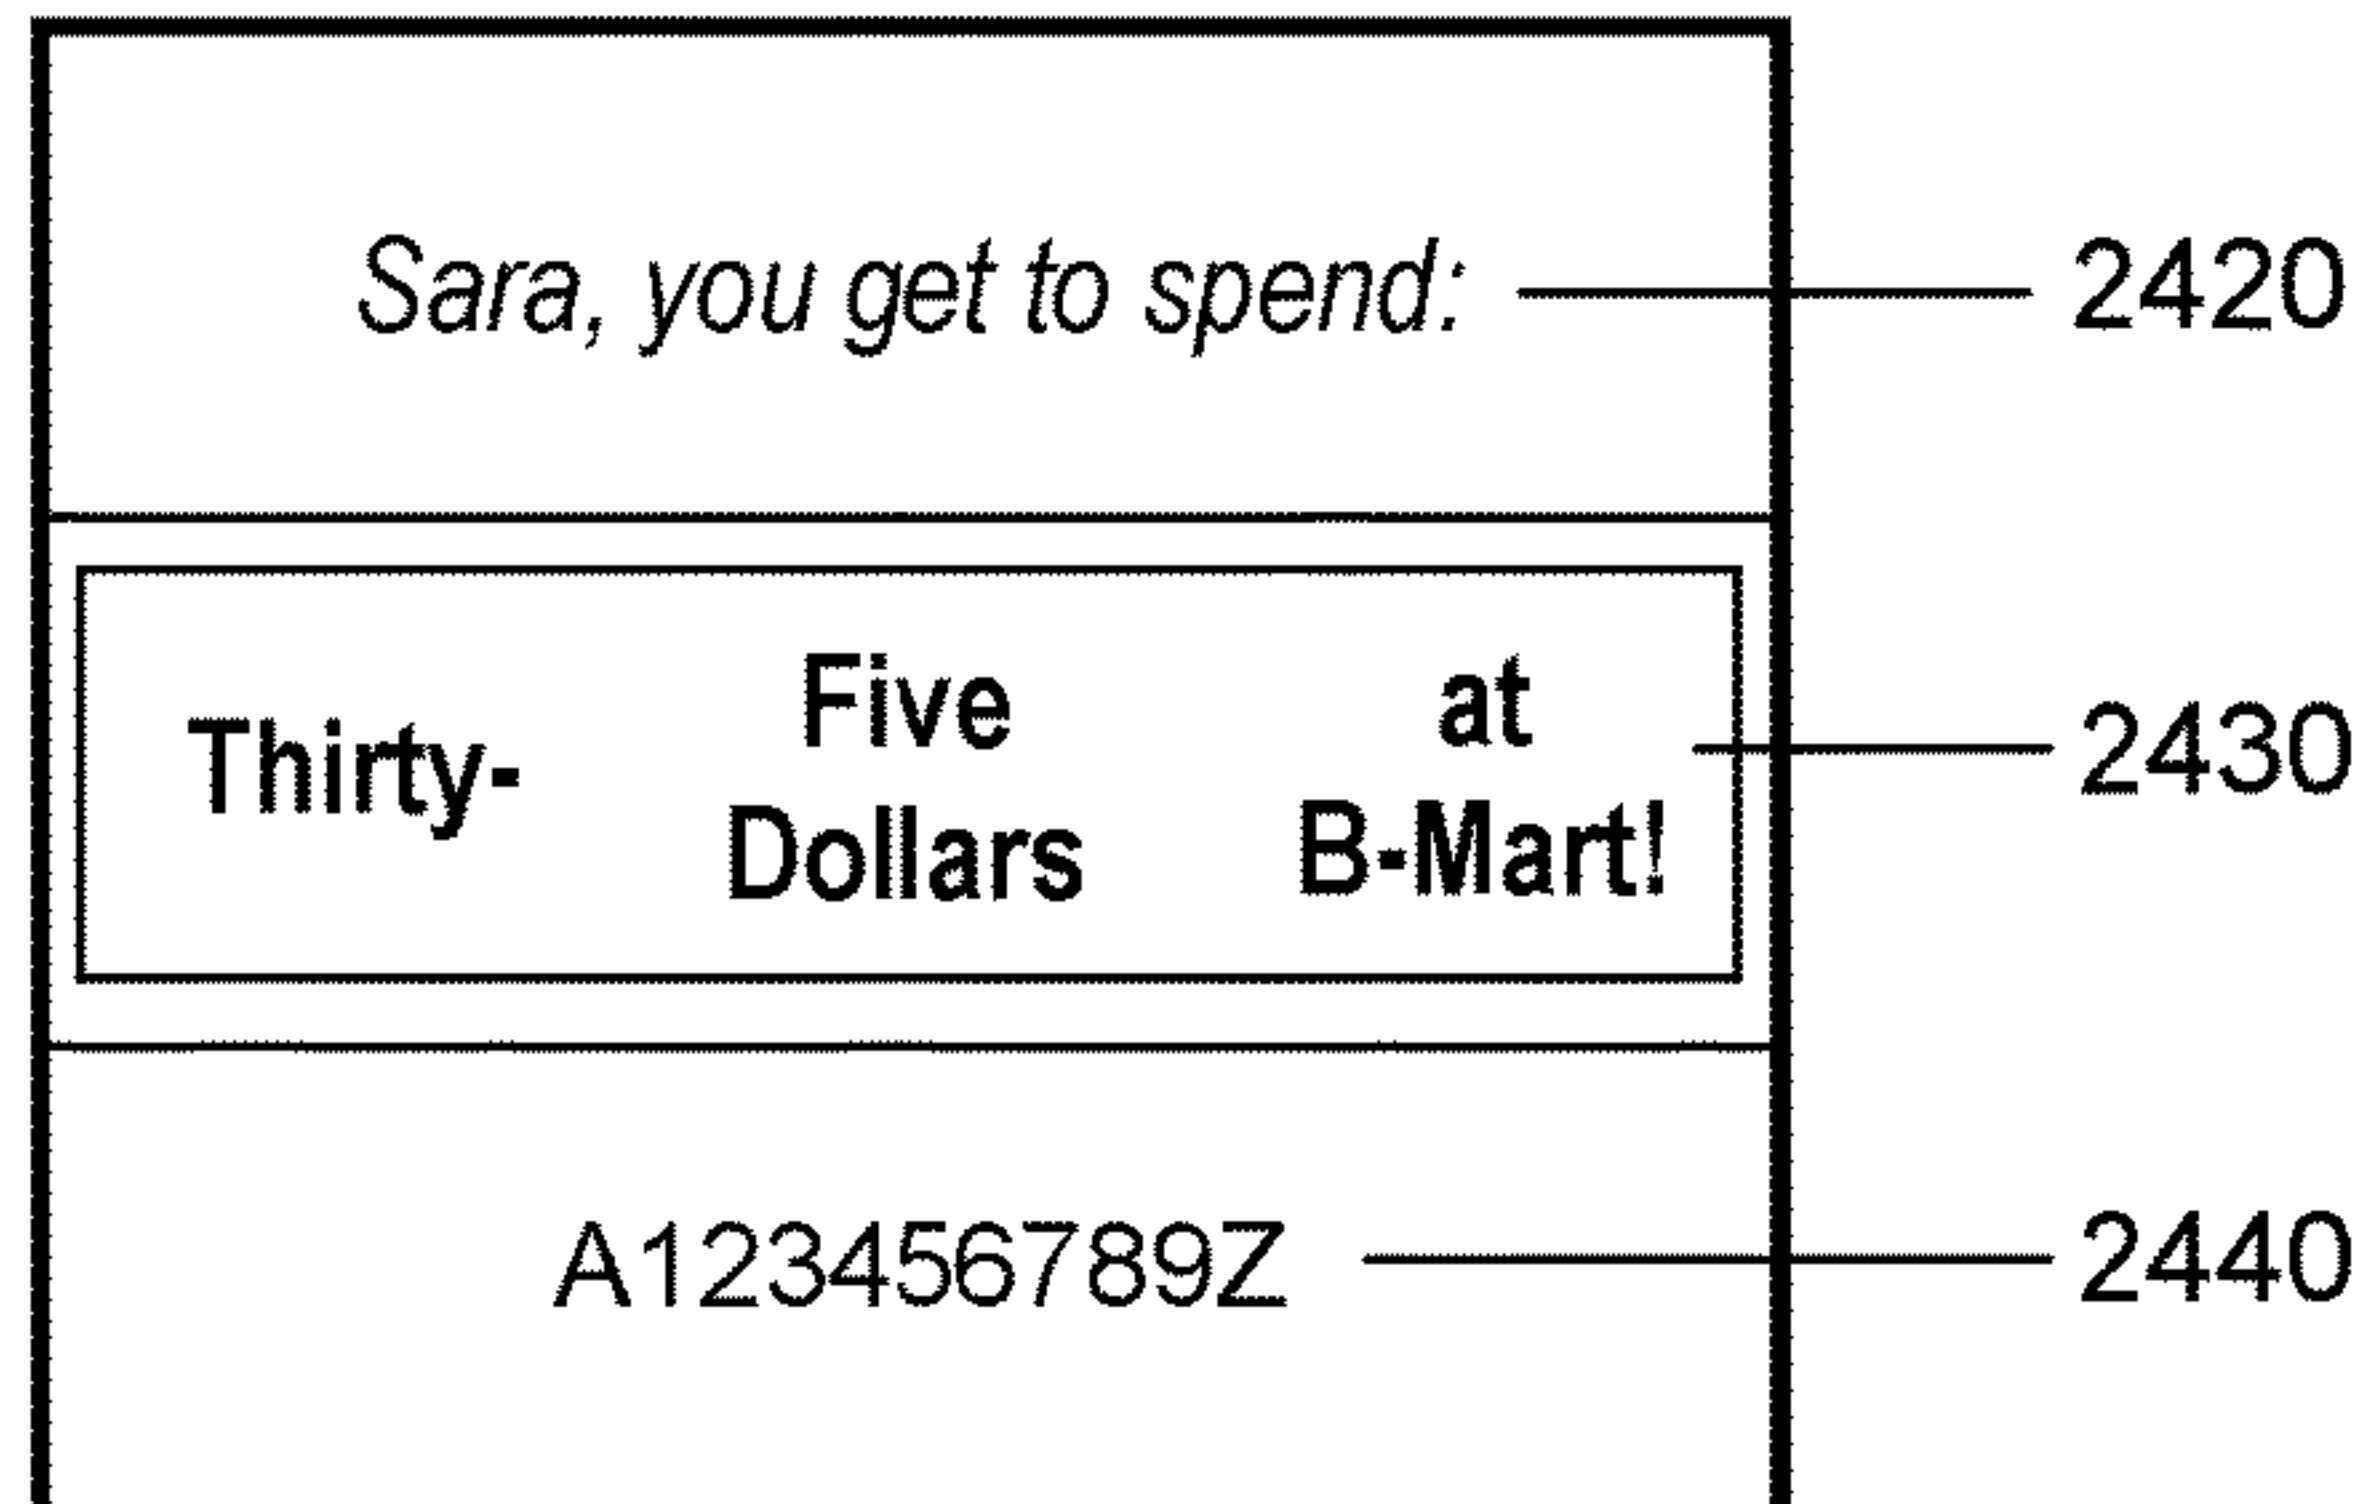 Sara, you get to spend: 2420
Thirty- Five Dollars at B-Mart! 2430
A123456789Z 2440